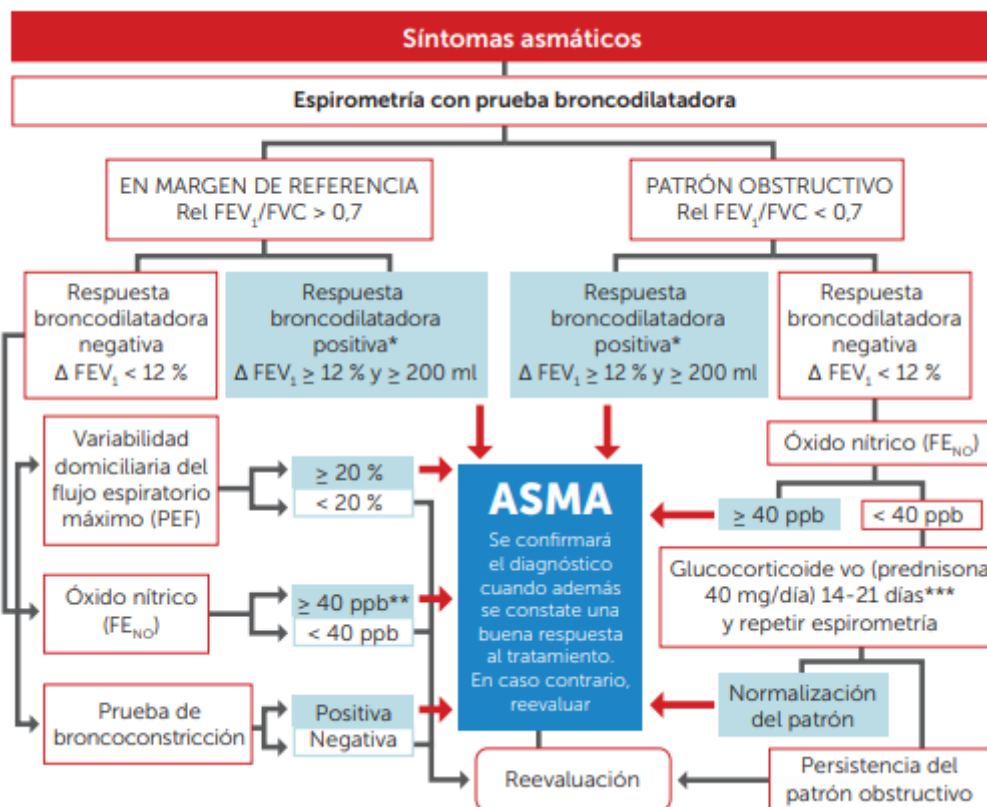 Síntomas asmáticos
Espirometría con prueba broncodilatadora
EN MARGEN DE REFERENCIA
Rel FEV₁/FVC > 0,7
PATRÓN OBSTRUCTIVO
Rel FEV₁/FVC < 0,7
Respuesta
broncodilatadora
negativa
Δ FEV₁ < 12 %
Respuesta
broncodilatadora
positiva*
Δ FEV₁ ≥ 12 % y ≥ 200 ml
Respuesta
broncodilatadora
positiva*
Δ FEV₁ ≥ 12 % y ≥ 200 ml
Respuesta
broncodilatadora
negativa
Δ FEV₁ < 12 %
Variabilidad
domiciliaria del
flujo espiratorio
máximo (PEF)
≥ 20 %
< 20 %
Óxido nítrico
(FE_NO)
≥ 40 ppb**
< 40 ppb
Prueba de
broncoconstricción
Positiva
Negativa
ASMA
Se confirmará
el diagnóstico
cuando además
se constate una
buena respuesta
al tratamiento.
En caso contrario,
reevaluar
Óxido nítrico (FE_NO)
≥ 40 ppb
< 40 ppb
Glucocorticoide vo (prednisona
40 mg/día) 14-21 días***
y repetir espirometría
Normalización
del patrón
Persistencia del
patrón obstructivo
Reevaluación